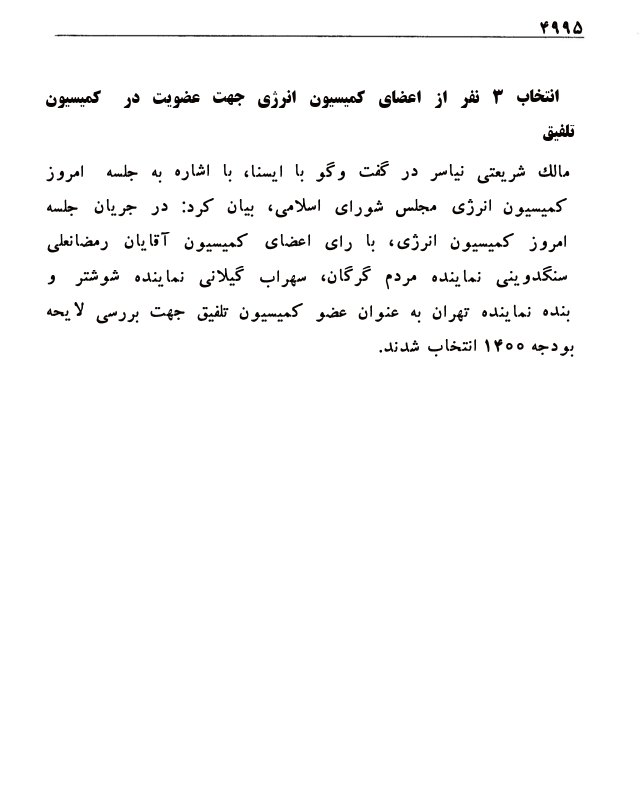 ۴۹۹۵
انتخاب ۳ نفر از اعضای کمیسیون انرژی جهت عضویت در کمیسیون
تلفیق
مالک شریعتی نیاسر در گفت وگو با ایسنا، با اشاره به جلسه امروز
کمیسیون انرژی مجلس شورای اسلامی، بیان کرد: در جریان جلسه
امروز کمیسیون انرژی، با رای اعضای کمیسیون آقایان رمضانعلی
سنگدوینی نماینده مردم گرگان، سهراب گیلانی نماینده شوشتر و
بنده نماینده تهران به عنوان عضو کمیسیون تلفیق جهت بررسی لایحه
بودجه ۱۴۰۰ انتخاب شدند.